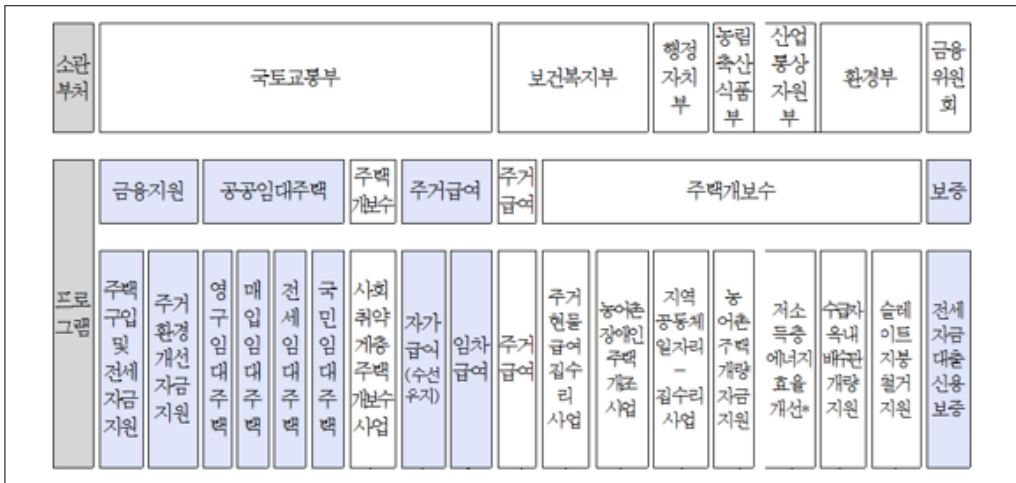 소관
부처
국토교통부
보건복지부
행정
자치
부
농림
축산
식품
부
산업
통상
자원
부
환경부
금융
위원
회
프로
그램
금융지원
공공임대주택
주택
개보수
주거급여
주거
급여
주택개보수
보증
주택
구입
및
전세
자금
지원
주거
환경
개선
자금
지원
영
구
임
대
주
택
매
입
임
대
주
택
전
세
임
대
주
택
국
민
임
대
주
택
사회
취약
계층
주택
개보수
사업
자가
급여
(수선
유지)
임차
급여
주거
급여
주거
현물
급여
집수
리
사업
농어촌
장애인
주택
개조
사업
지역
공동체
일자리
–
집수리
사업
농
어촌
주택
개량
자금
지원
저소
득층
에너지
효율
개선*
수급자
옥내
배수관
개량
지원
슬레
이트
지붕
철거
지원
전세
자금
대출
신용
보증